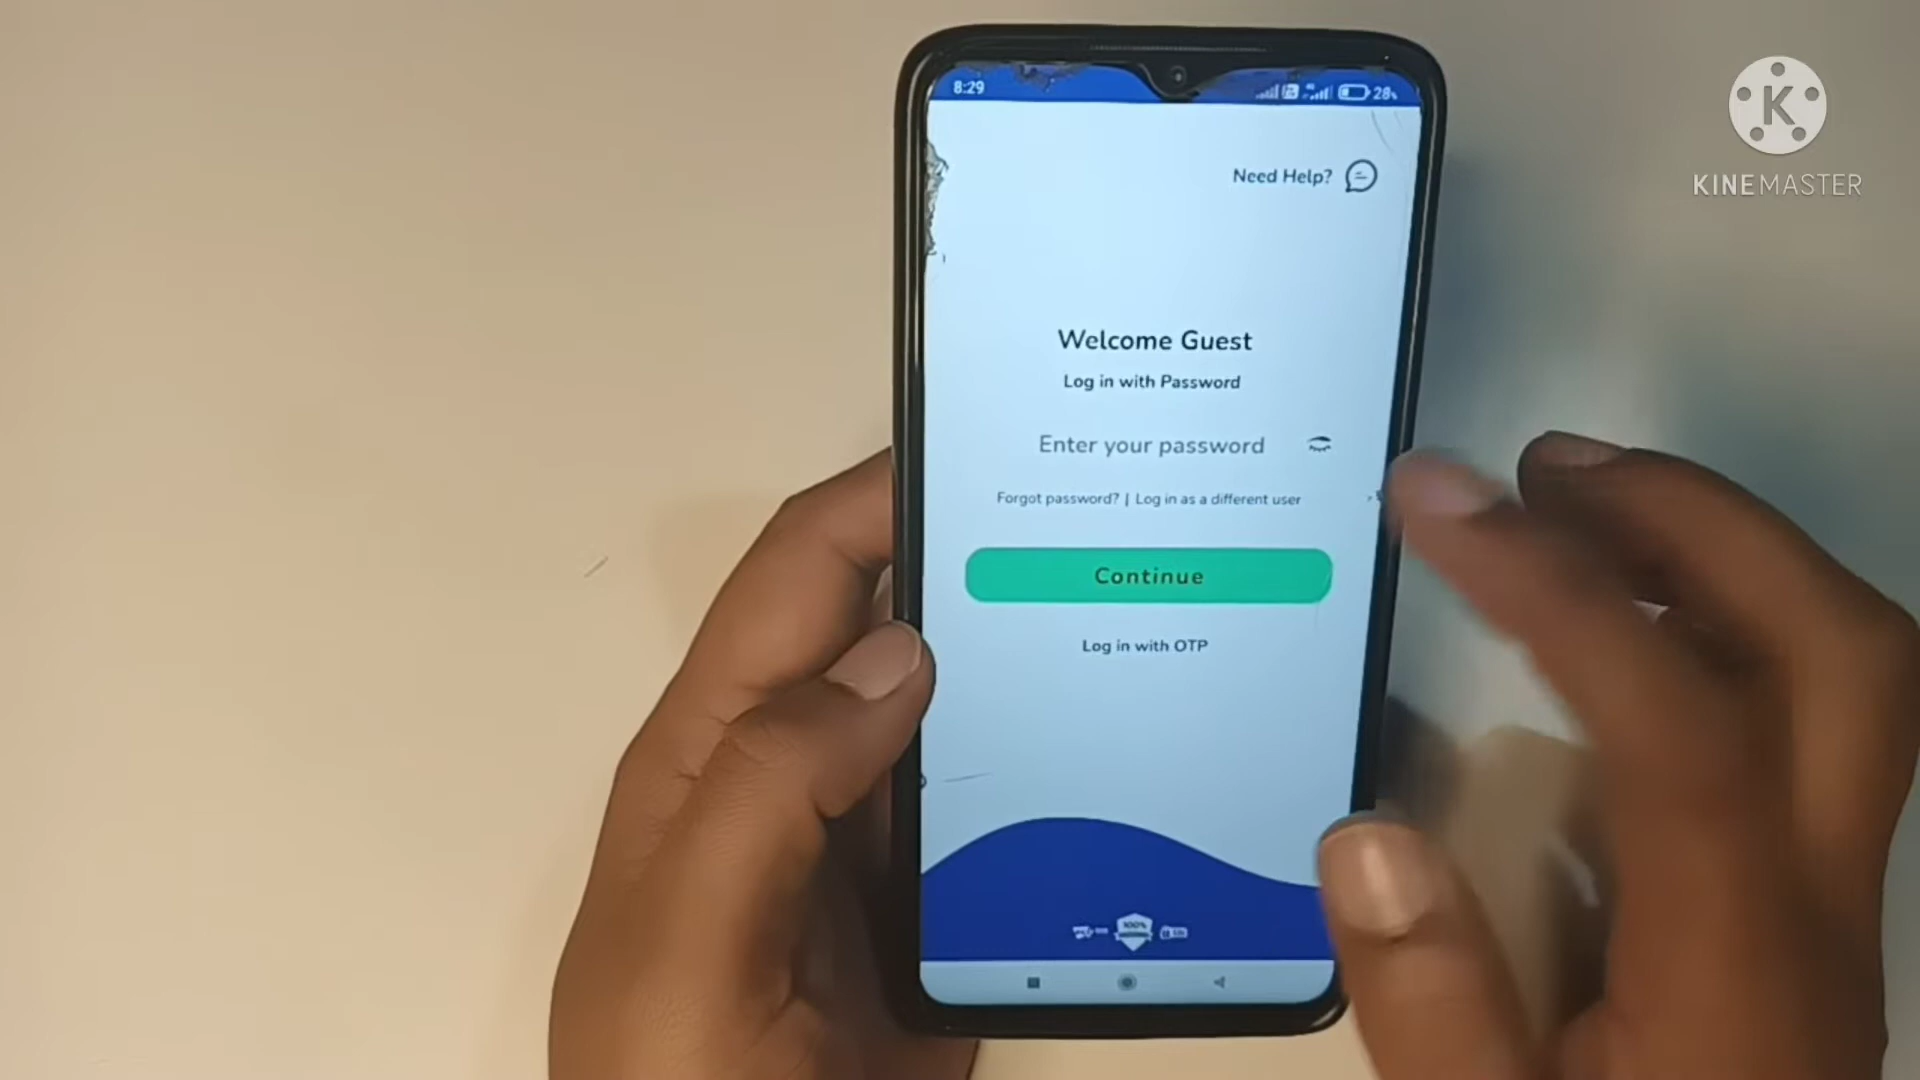 8:29
28%
KINEMASTER
Need Help?
Welcome Guest
Log in with Password
Enter your password
Forgot password? | Log in as a different user
Continue
Log in with OTP
100%